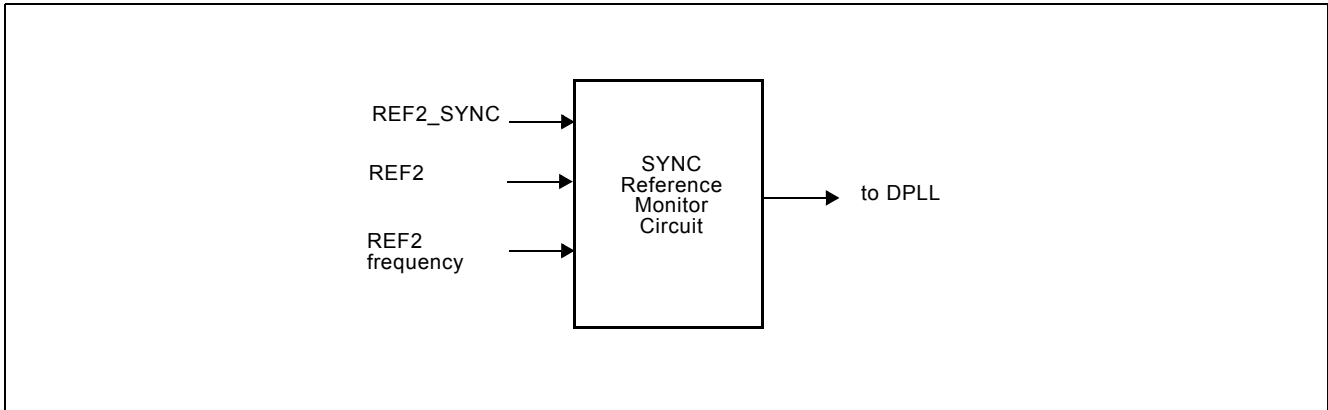 REF2_SYNC
REF2
REF2
frequency
SYNC
Reference
Monitor
Circuit
to DPLL